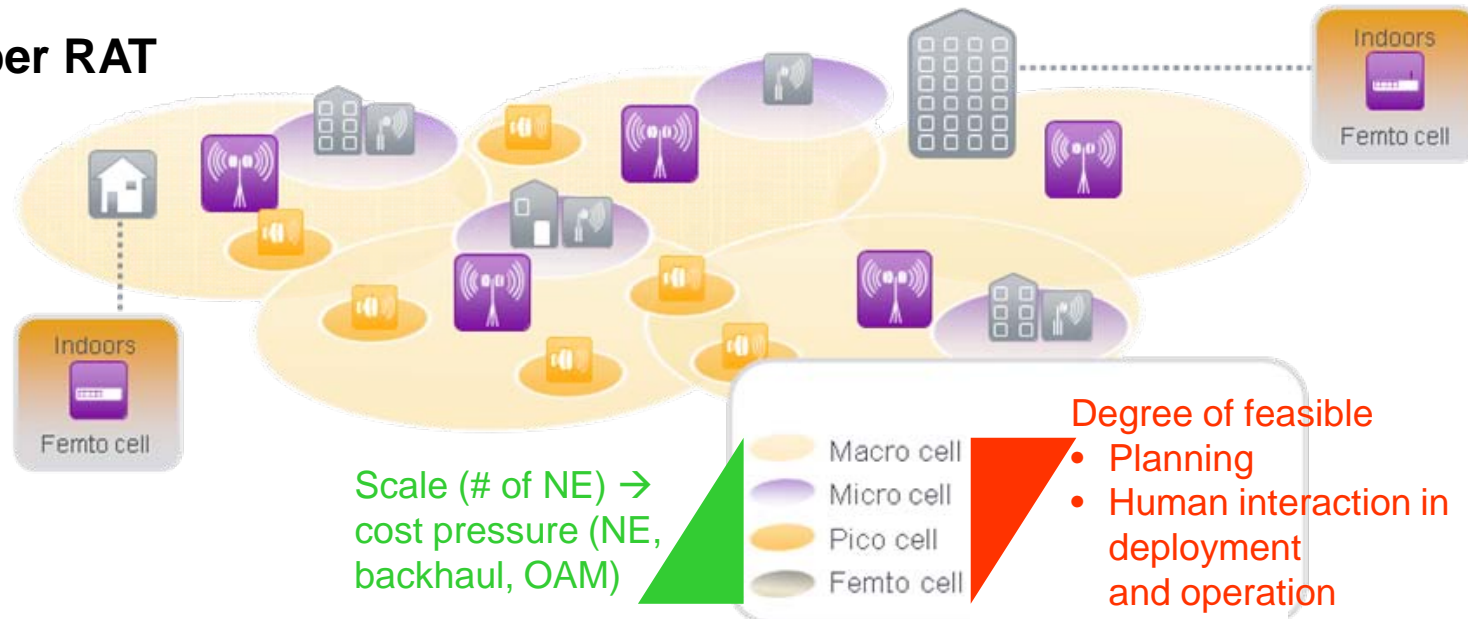 per RAT
Indoors
Femto cell
Indoors
Femto cell
Scale (# of NE) →
cost pressure (NE,
backhaul, OAM)
Macro cell
Micro cell
Pico cell
Femto cell
Degree of feasible
• Planning
• Human interaction in
deployment
and operation